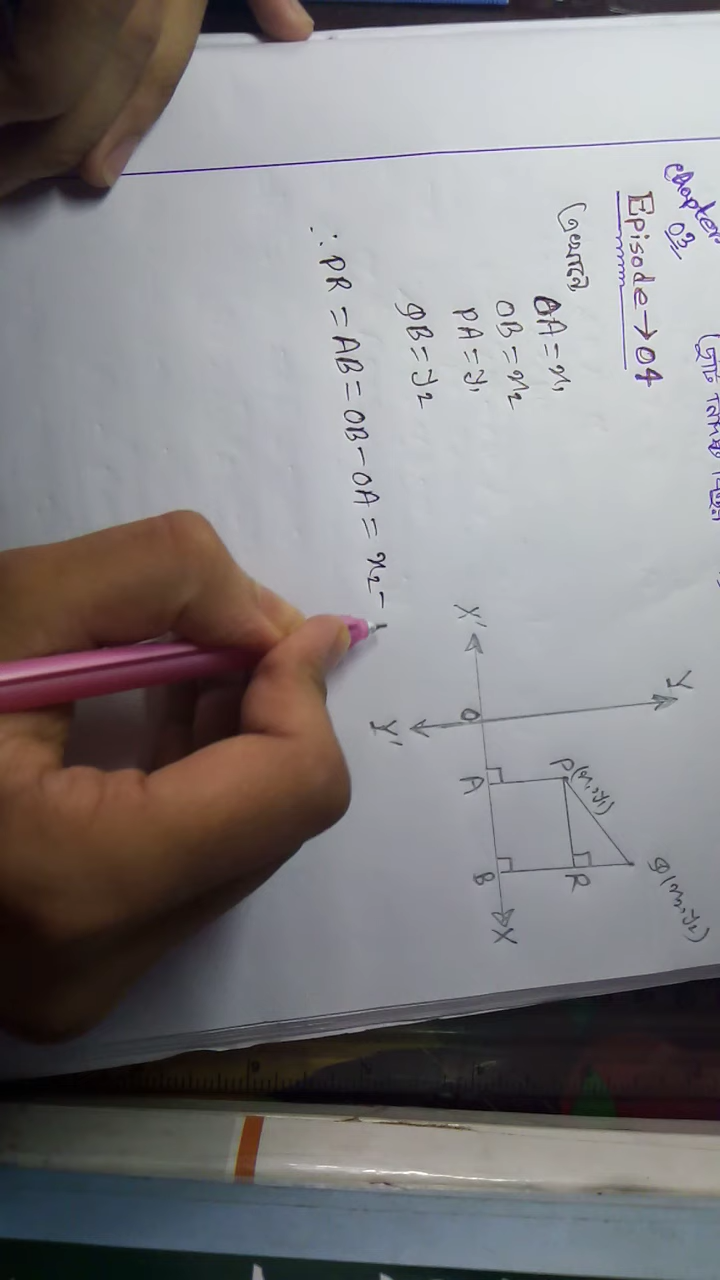 Chapter
03
Episode→04
OA = x₁
OB = x₂
PA = y₁
QB = y₂
∴ PR = AB = OB – OA = x₂ –
Y
X'
O
Y'
A
B
X
P(x₁,y₁)
R
Q(x₂,y₂)